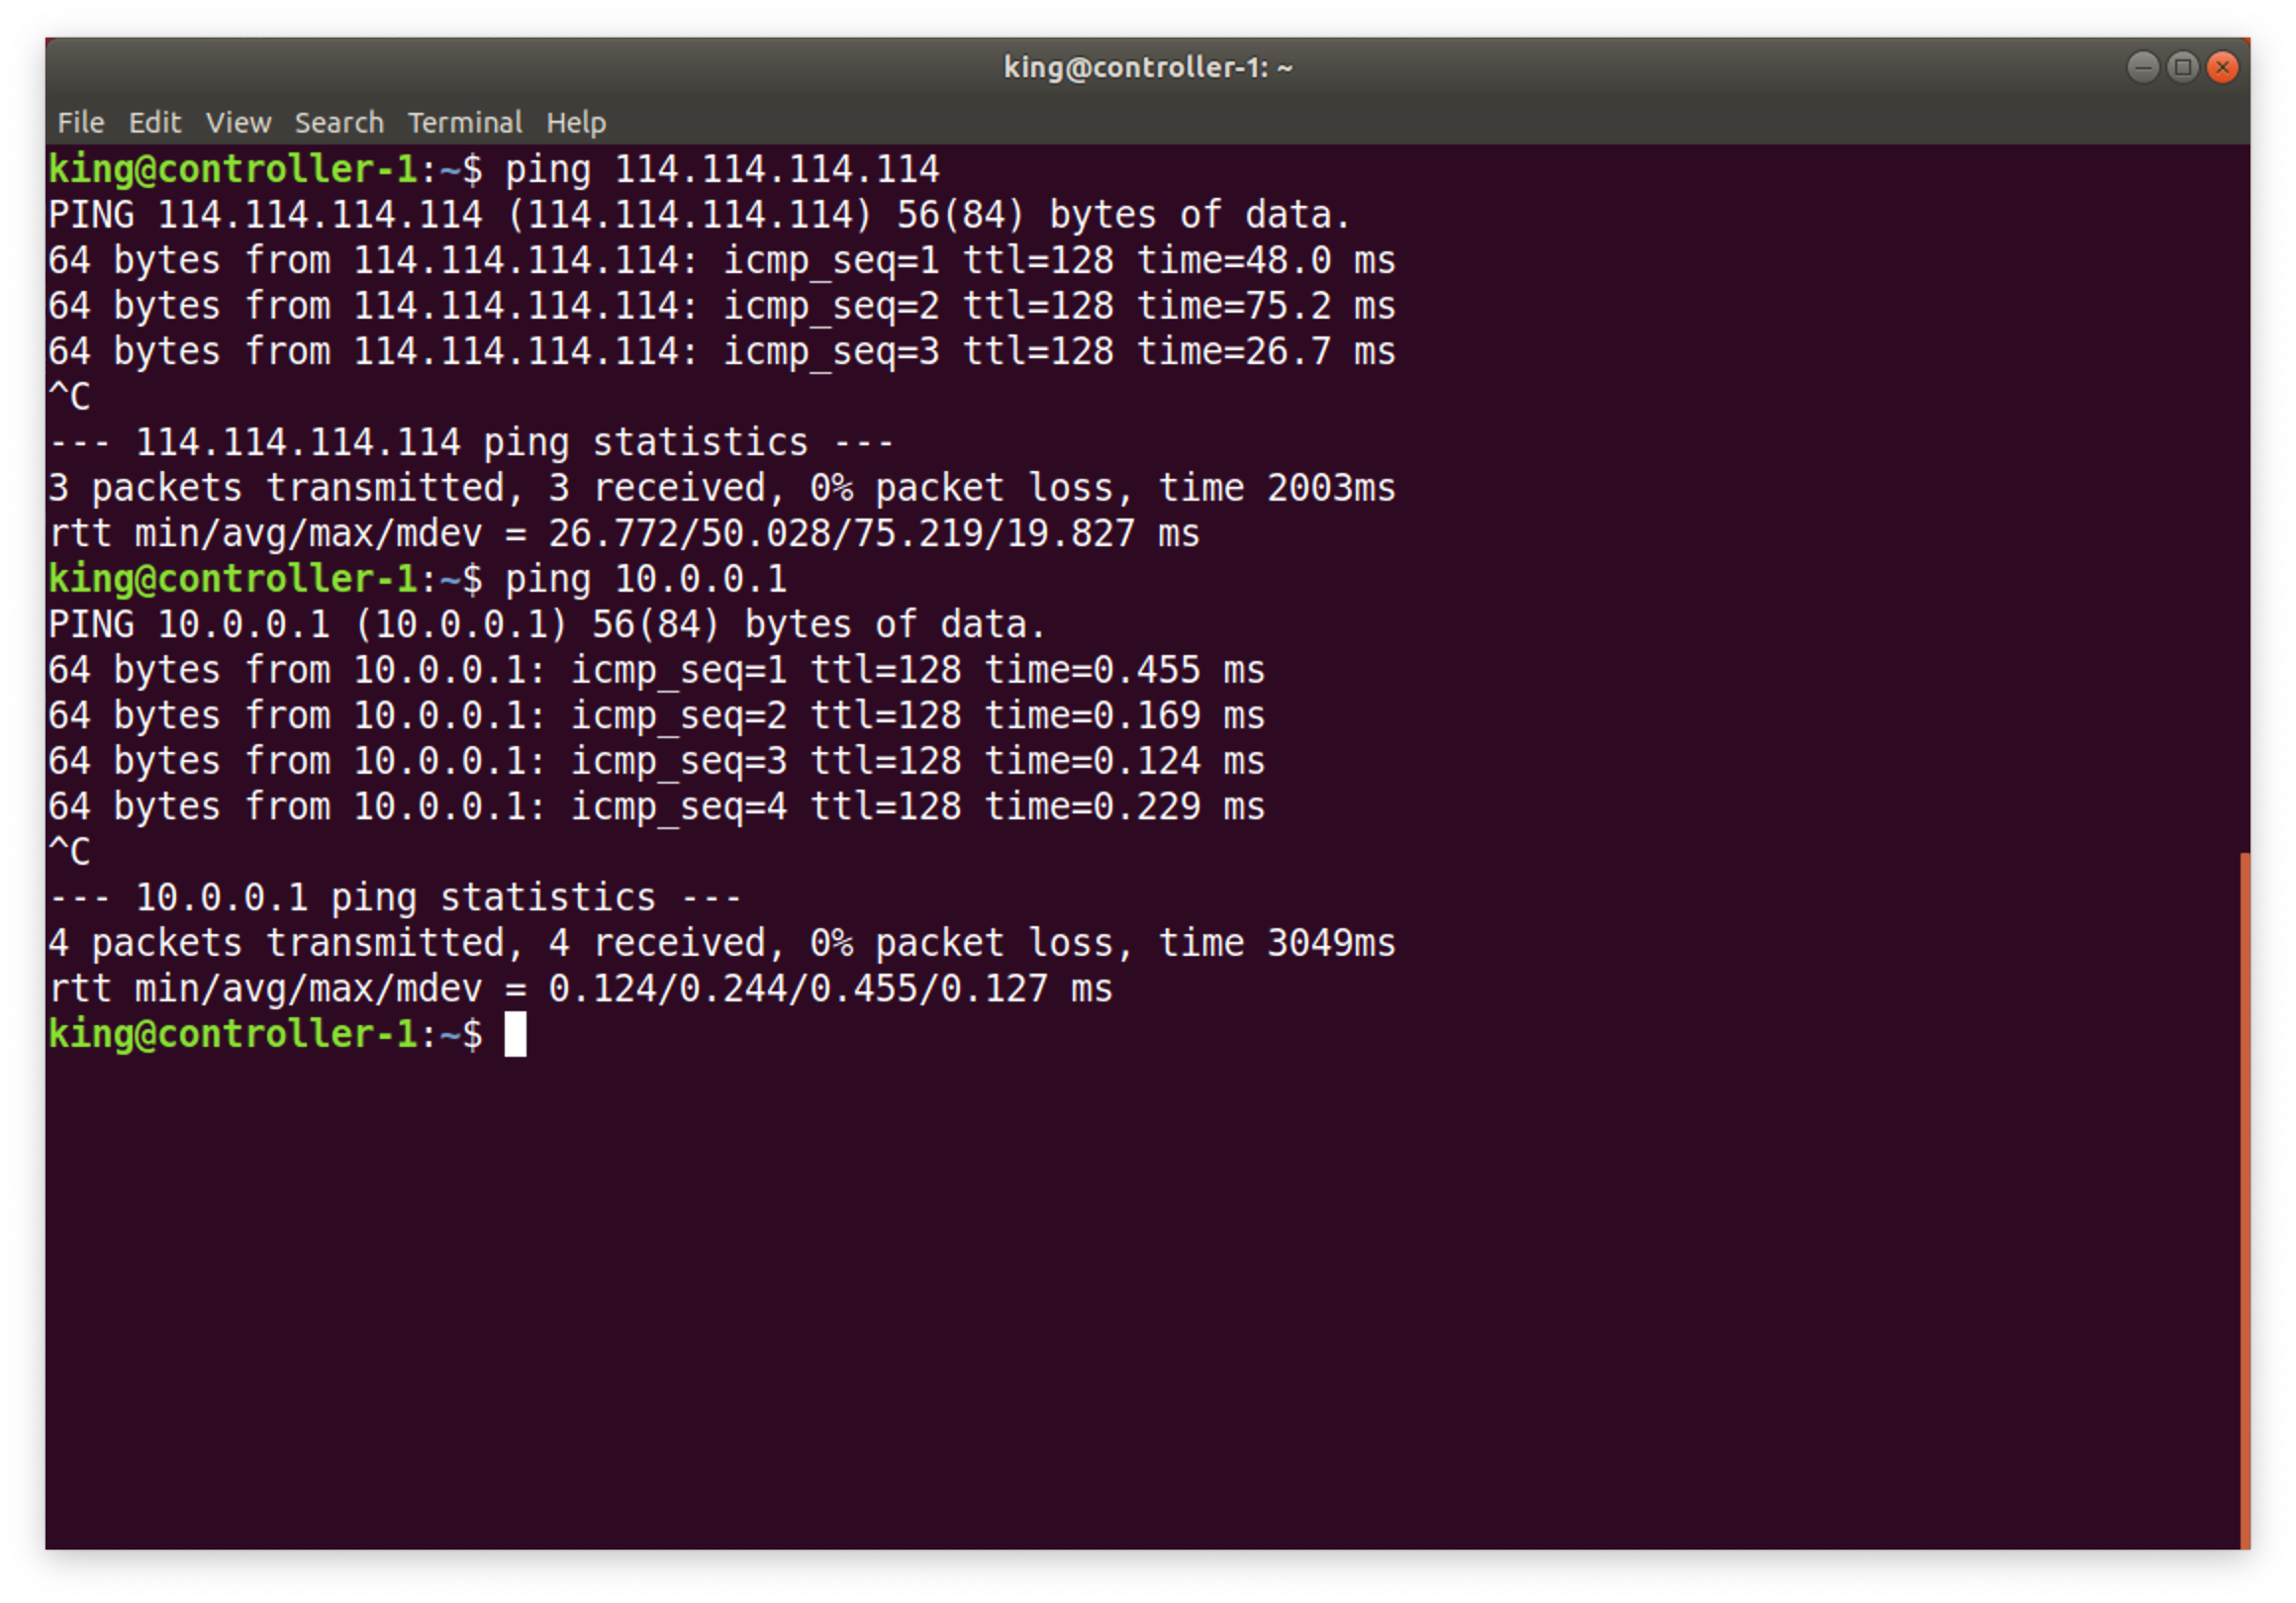 king@controller-1: ~
File Edit View Search Terminal Help
king@controller-1:~$ ping 114.114.114.114
PING 114.114.114.114 (114.114.114.114) 56(84) bytes of data.
64 bytes from 114.114.114.114: icmp_seq=1 ttl=128 time=48.0 ms
64 bytes from 114.114.114.114: icmp_seq=2 ttl=128 time=75.2 ms
64 bytes from 114.114.114.114: icmp_seq=3 ttl=128 time=26.7 ms
^C
--- 114.114.114.114 ping statistics ---
3 packets transmitted, 3 received, 0% packet loss, time 2003ms
rtt min/avg/max/mdev = 26.772/50.028/75.219/19.827 ms
king@controller-1:~$ ping 10.0.0.1
PING 10.0.0.1 (10.0.0.1) 56(84) bytes of data.
64 bytes from 10.0.0.1: icmp_seq=1 ttl=128 time=0.455 ms
64 bytes from 10.0.0.1: icmp_seq=2 ttl=128 time=0.169 ms
64 bytes from 10.0.0.1: icmp_seq=3 ttl=128 time=0.124 ms
64 bytes from 10.0.0.1: icmp_seq=4 ttl=128 time=0.229 ms
^C
--- 10.0.0.1 ping statistics ---
4 packets transmitted, 4 received, 0% packet loss, time 3049ms
rtt min/avg/max/mdev = 0.124/0.244/0.455/0.127 ms
king@controller-1:~$